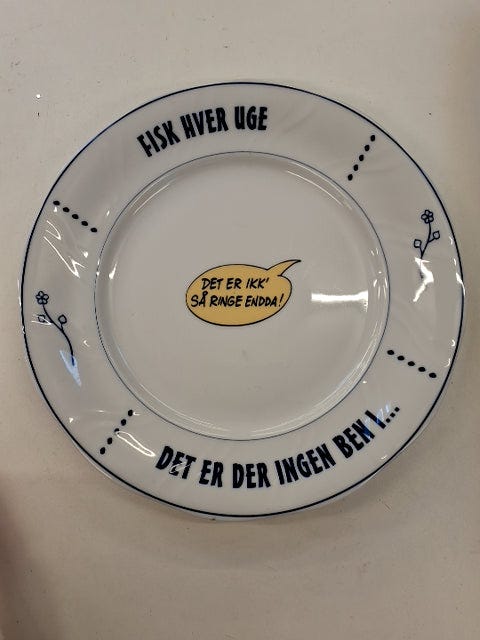 FISK HVER UGE
DET ER IKK'
SÅ RINGE ENDDA!
DET ER DER INGEN BEN I...